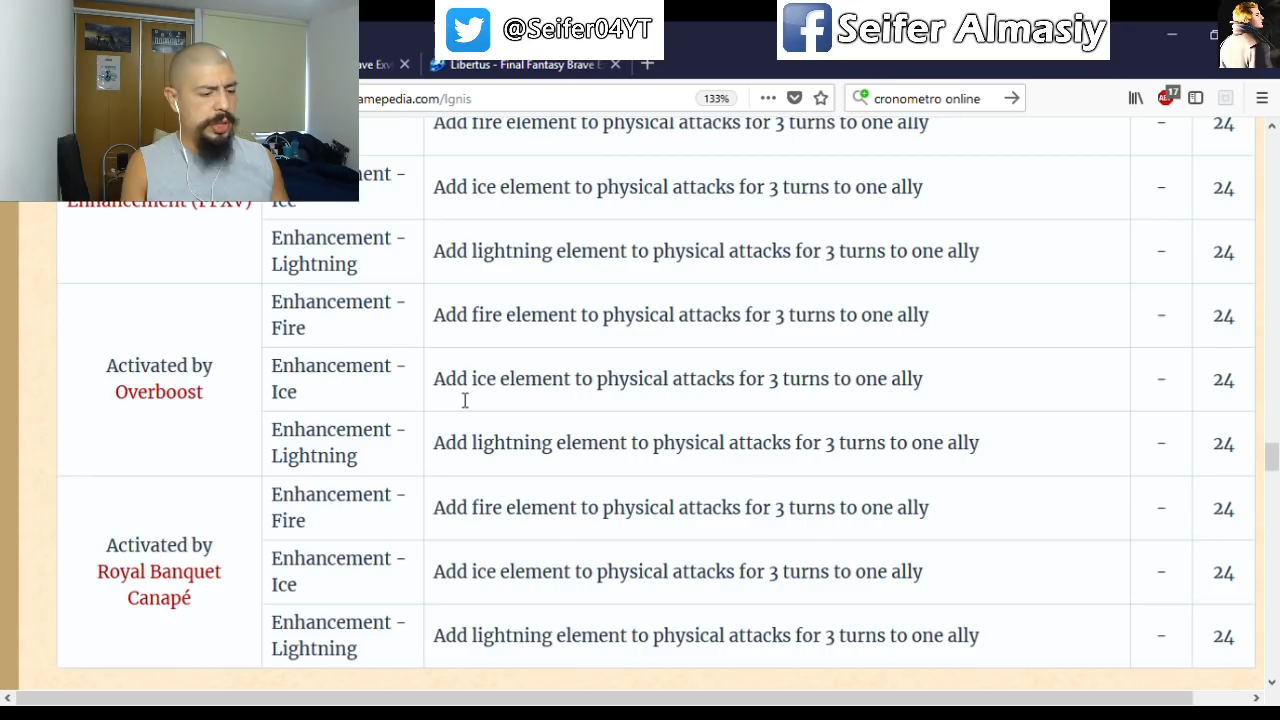 @Seifer04YT
Seifer Almasiy
ave Exv
Libertus - Final Fantasy Brave E
amepedia.com/Ignis
133%
cronometro online
17
Add fire element to physical attacks for 3 turns to one ally - 24
Enhancement (FFXV)
ent -
Ice
Add ice element to physical attacks for 3 turns to one ally - 24
Enhancement -
Lightning
Add lightning element to physical attacks for 3 turns to one ally - 24
Activated by
Overboost
Enhancement -
Fire
Add fire element to physical attacks for 3 turns to one ally - 24
Enhancement -
Ice
Add ice element to physical attacks for 3 turns to one ally - 24
Enhancement -
Lightning
Add lightning element to physical attacks for 3 turns to one ally - 24
Activated by
Royal Banquet
Canapé
Enhancement -
Fire
Add fire element to physical attacks for 3 turns to one ally - 24
Enhancement -
Ice
Add ice element to physical attacks for 3 turns to one ally - 24
Enhancement -
Lightning
Add lightning element to physical attacks for 3 turns to one ally - 24